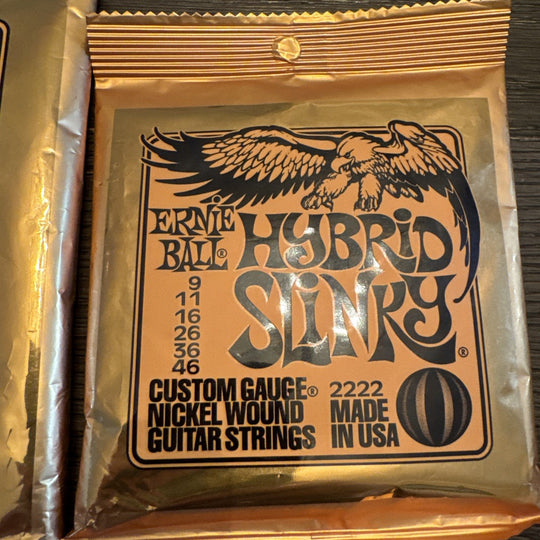 ERNIE
BALL®
HYBRID
SLINKY®
9
11
16
26
36
46
CUSTOM GAUGE®
NICKEL WOUND
GUITAR STRINGS
2222
MADE
IN USA